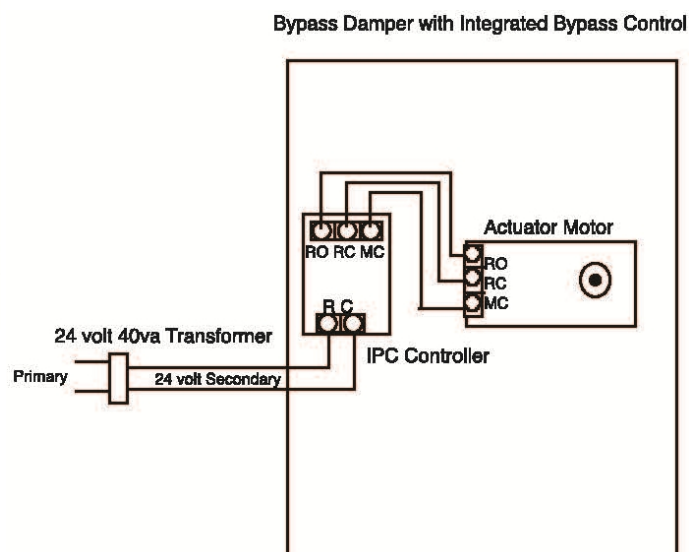 Bypass Damper with Integrated Bypass Control
Actuator Motor
RO RC MC
RO
RC
MC
R C
24 volt 40va Transformer
IPC Controller
Primary
24 volt Secondary